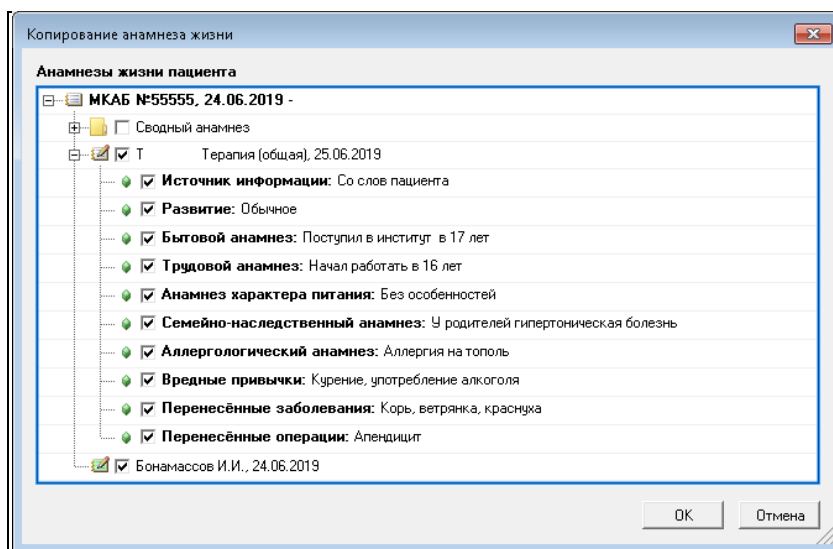 Копирование анамнеза жизни
Анамнезы жизни пациента
МКАБ №55555, 24.06.2019 -
Сводный анамнез
Т Терапия (общая), 25.06.2019
Источник информации: Со слов пациента
Развитие: Обычное
Бытовой анамнез: Поступил в институт в 17 лет
Трудовой анамнез: Начал работать в 16 лет
Анамнез характера питания: Без особенностей
Семейно-наследственный анамнез: У родителей гипертоническая болезнь
Аллергологический анамнез: Аллергия на тополь
Вредные привычки: Курение, употребление алкоголя
Перенесённые заболевания: Корь, ветрянка, краснуха
Перенесённые операции: Апендицит
Бонамассов И.И., 24.06.2019
OK Отмена